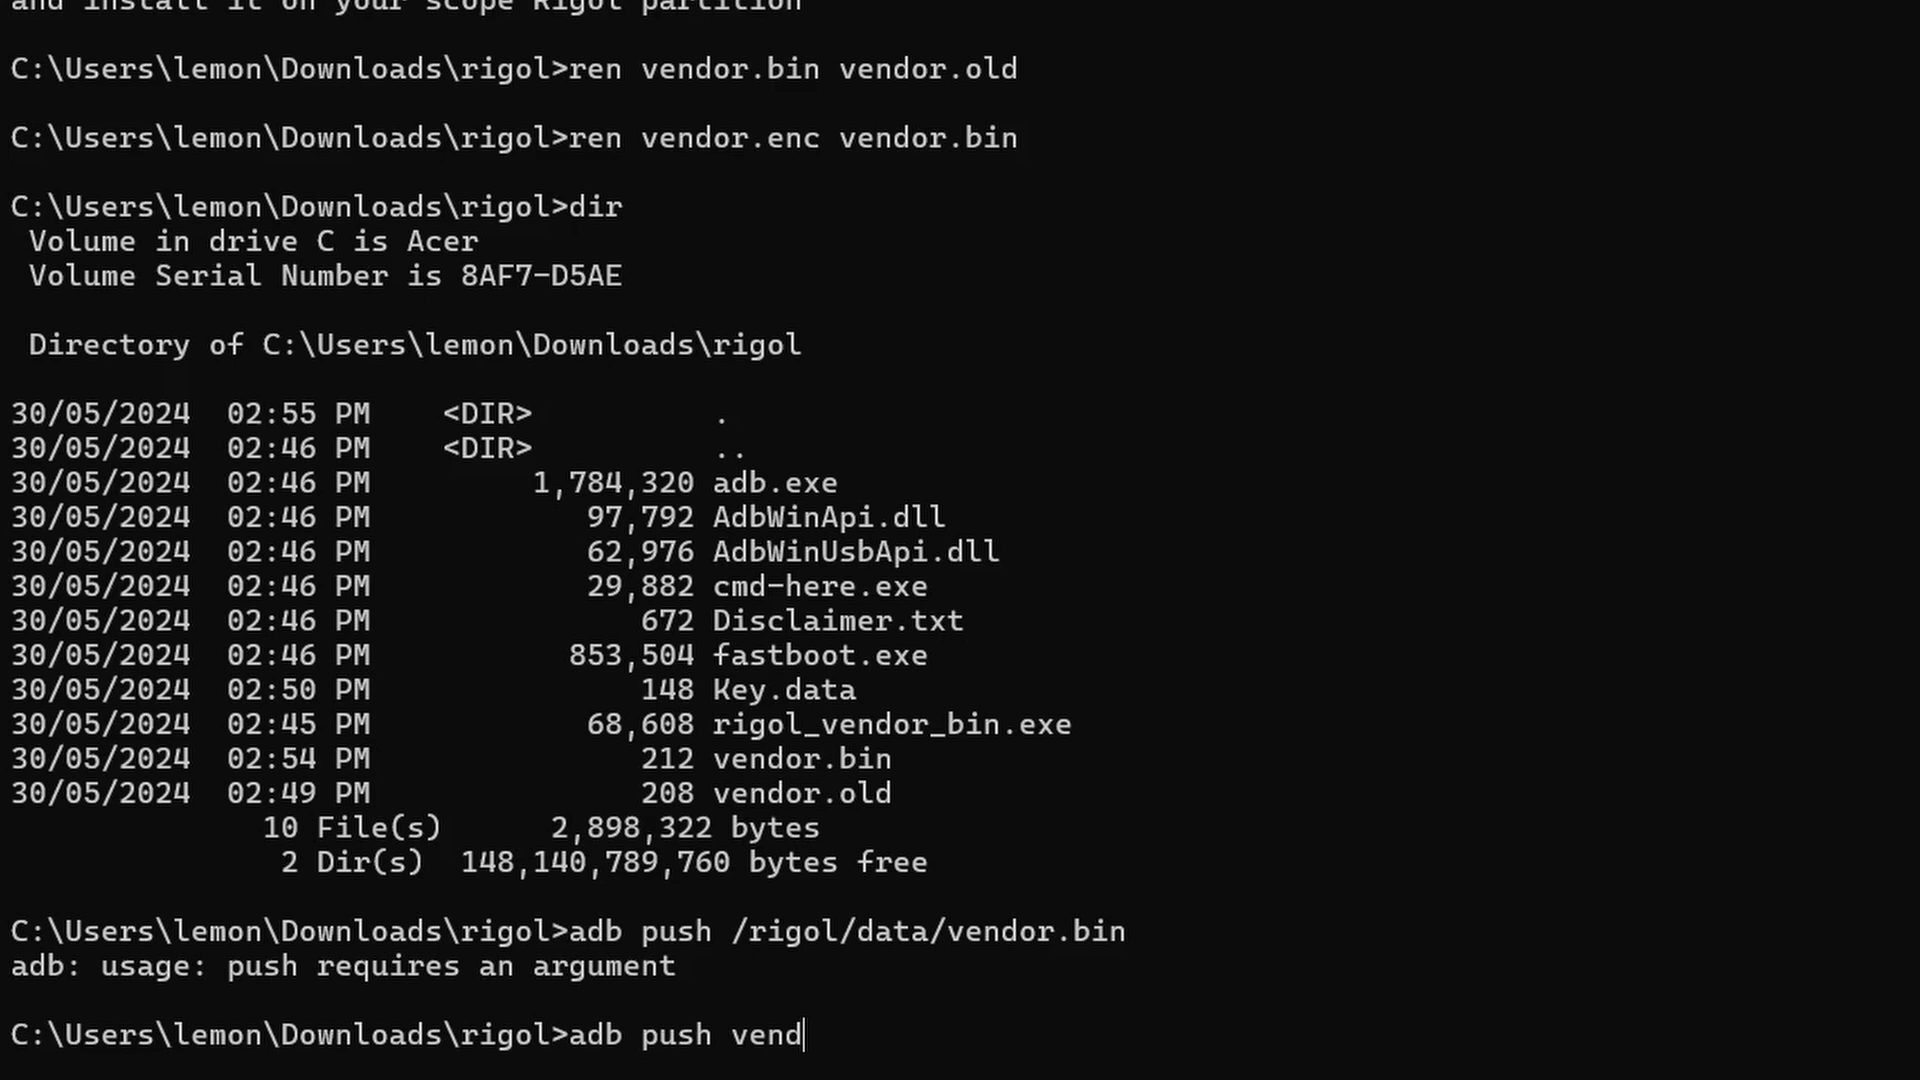 and install it on your scope Rigol partition
C:\Users\lemon\Downloads\rigol>ren vendor.bin vendor.old
C:\Users\lemon\Downloads\rigol>ren vendor.enc vendor.bin
C:\Users\lemon\Downloads\rigol>dir
Volume in drive C is Acer
Volume Serial Number is 8AF7-D5AE
Directory of C:\Users\lemon\Downloads\rigol
30/05/2024  02:55 PM    <DIR>          .
30/05/2024  02:46 PM    <DIR>          ..
30/05/2024  02:46 PM         1,784,320 adb.exe
30/05/2024  02:46 PM            97,792 AdbWinApi.dll
30/05/2024  02:46 PM            62,976 AdbWinUsbApi.dll
30/05/2024  02:46 PM            29,882 cmd-here.exe
30/05/2024  02:46 PM               672 Disclaimer.txt
30/05/2024  02:46 PM           853,504 fastboot.exe
30/05/2024  02:50 PM               148 Key.data
30/05/2024  02:45 PM            68,608 rigol_vendor_bin.exe
30/05/2024  02:54 PM               212 vendor.bin
30/05/2024  02:49 PM               208 vendor.old
10 File(s)      2,898,322 bytes
2 Dir(s)  148,140,789,760 bytes free
C:\Users\lemon\Downloads\rigol>adb push /rigol/data/vendor.bin
adb: usage: push requires an argument
C:\Users\lemon\Downloads\rigol>adb push vend